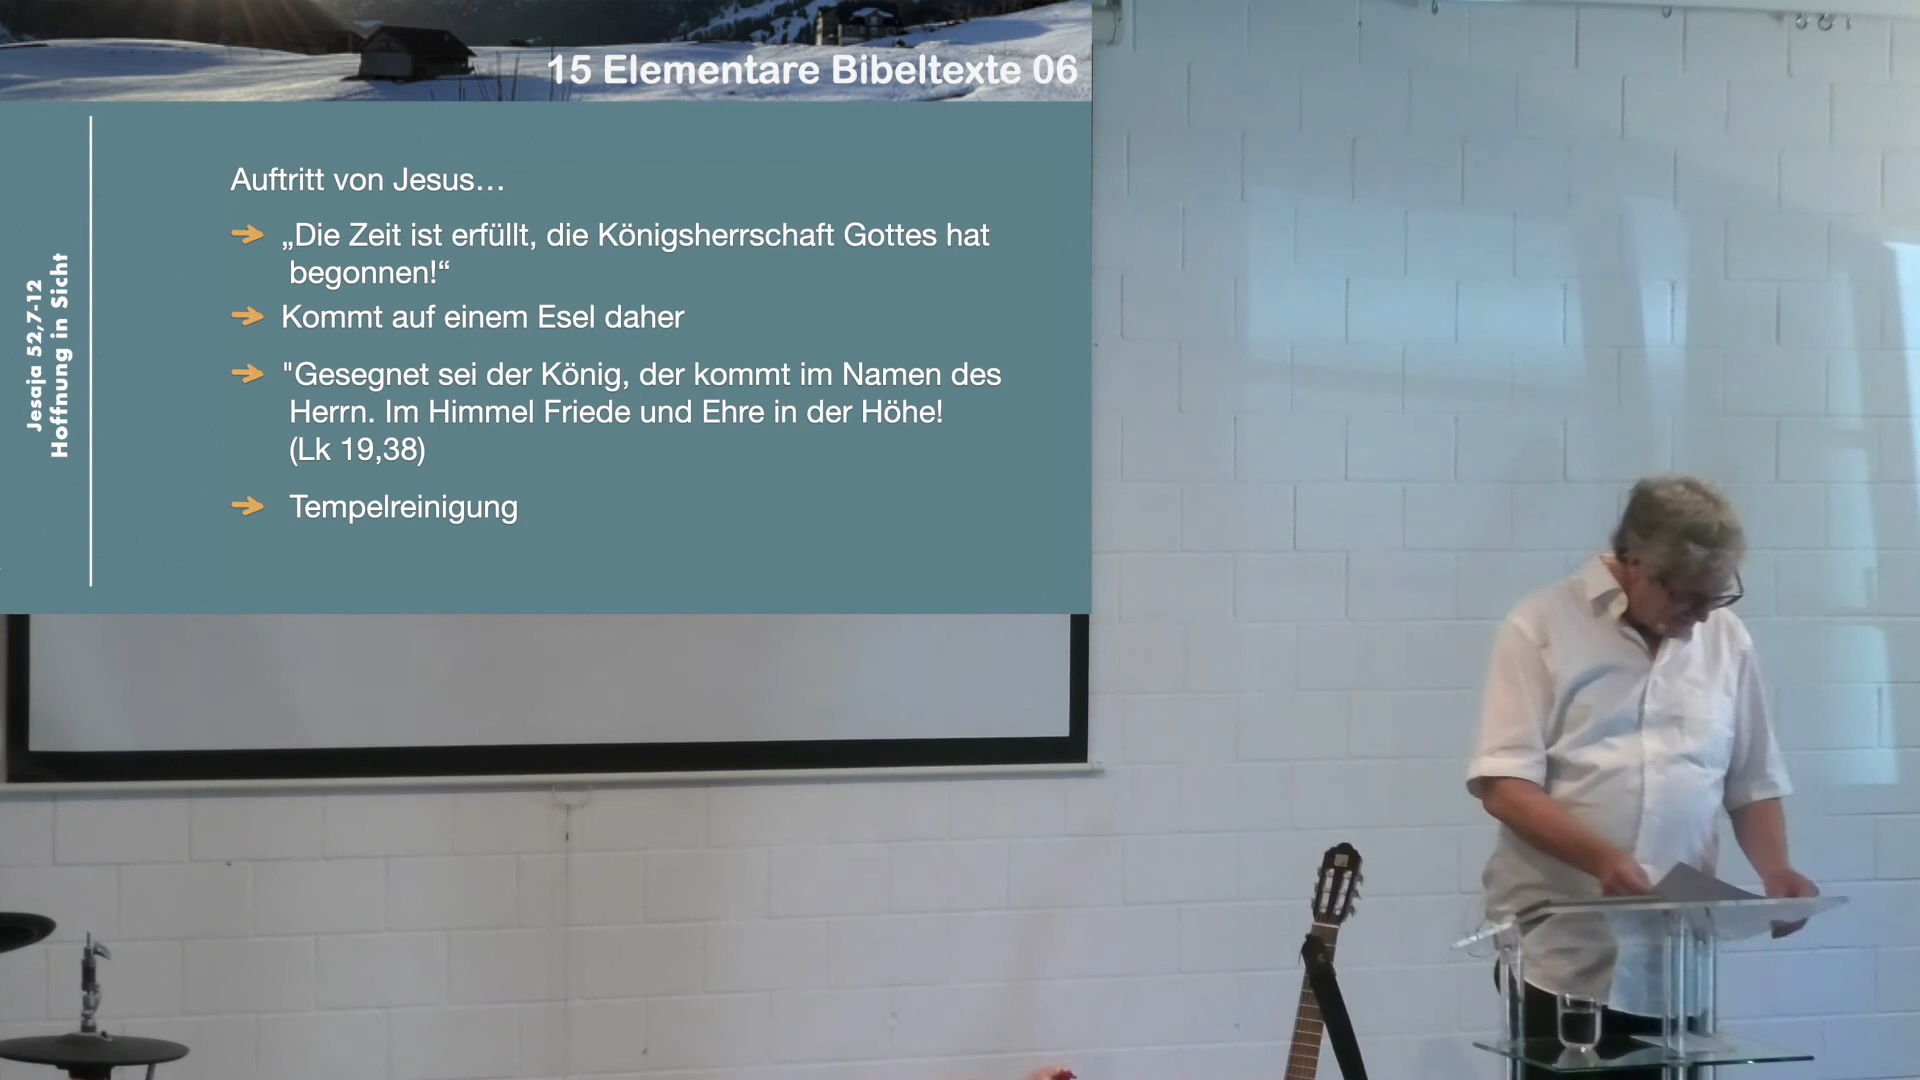 15 Elementare Bibeltexte 06
Jesaja 52,7-12
Hoffnung in Sicht
Auftritt von Jesus…
„Die Zeit ist erfüllt, die Königsherrschaft Gottes hat
begonnen!“
Kommt auf einem Esel daher
"Gesegnet sei der König, der kommt im Namen des
Herrn. Im Himmel Friede und Ehre in der Höhe!
(Lk 19,38)
Tempelreinigung